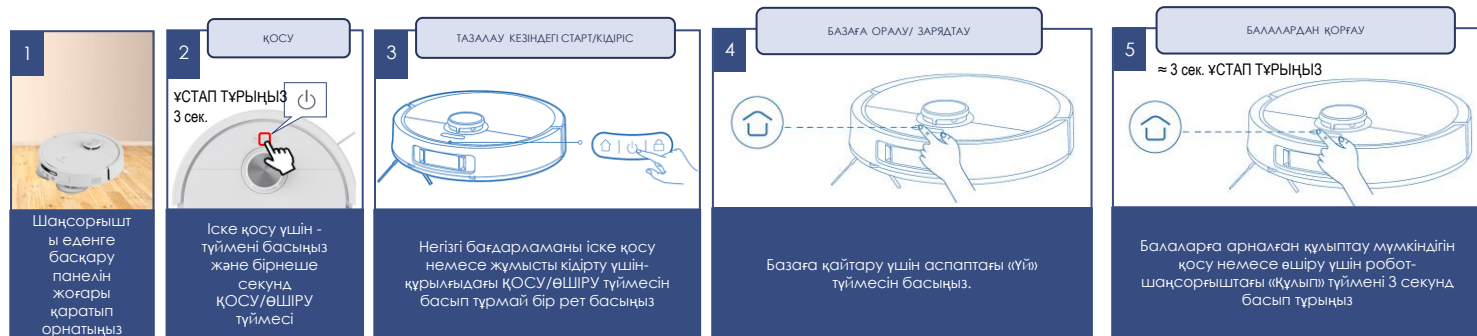 1
Шаңсорғышт
ы еденге
басқару
панелін
жоғары
қаратып
орнатыңыз
2
ҚОСУ
ҰСТАП ТҰРЫҢЫЗ
3 сек.
Іске қосу үшін -
түймені басыңыз
және бірнеше
секунд
ҚОСУ/ӨШІРУ
түймесі
3
ТАЗАЛАУ КЕЗІНДЕГІ СТАРТ/КІДІРІС
Негізгі бағдарламаны іске қосу
немесе жұмысты кідірту үшін-
құрылғыдағы ҚОСУ/ӨШІРУ түймесін
басып тұрмай бір рет басыңыз
4
БАЗАҒА ОРАЛУ/ ЗАРЯДТАУ
Базаға қайтару үшін аспаптағы «Үй»
түймесін басыңыз.
5
БАЛАЛАРДАН ҚОРҒАУ
≈ 3 сек. ҰСТАП ТҰРЫҢЫЗ
Балаларға арналған құлыптау мүмкіндігін
қосу немесе өшіру үшін робот-
шаңсорғыштағы «Құлып» түймені 3 секунд
басып тұрыңыз